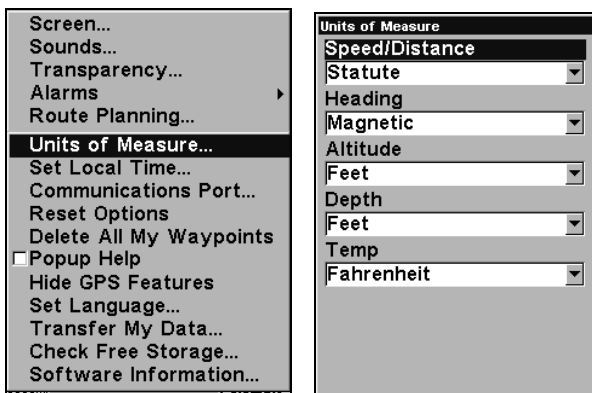 Screen...
Sounds...
Transparency...
Alarms
Route Planning...
Units of Measure...
Set Local Time...
Communications Port...
Reset Options
Delete All My Waypoints
Popup Help
Hide GPS Features
Set Language...
Transfer My Data...
Check Free Storage...
Software Information...
Units of Measure
Speed/Distance
Statute
Heading
Magnetic
Altitude
Feet
Depth
Feet
Temp
Fahrenheit